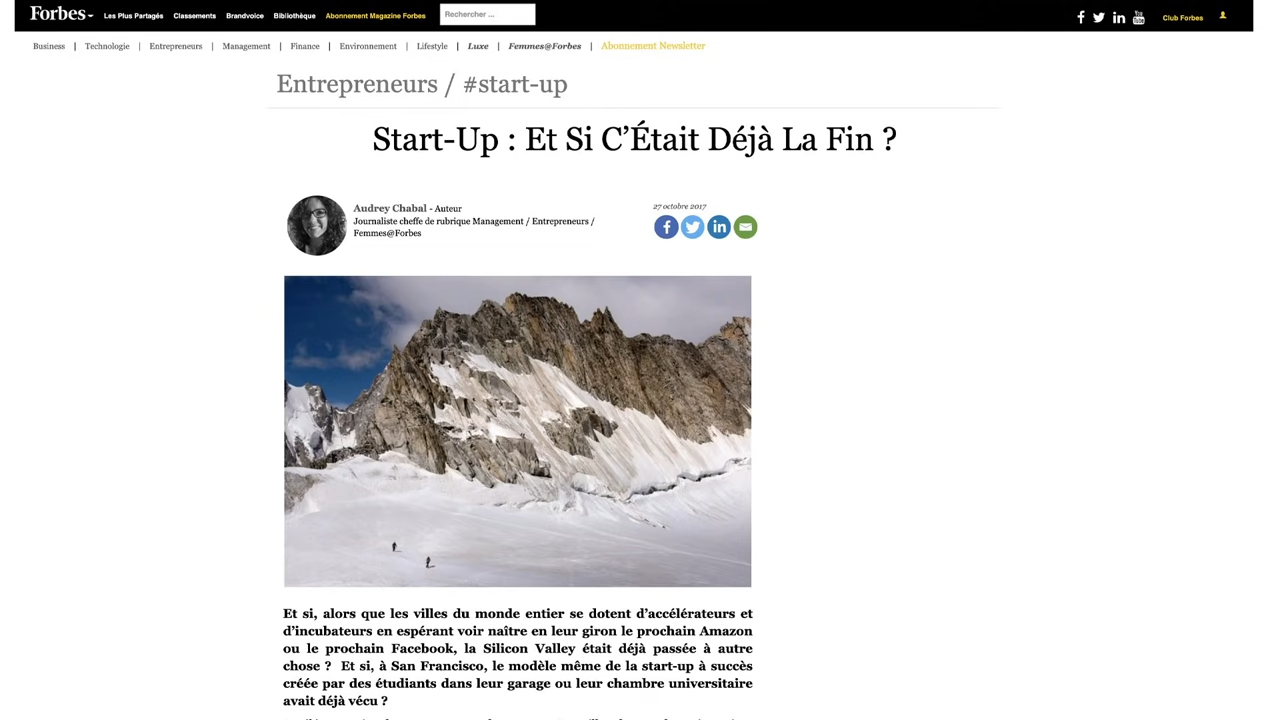 Forbes Les Plus Partagés Classements Brandvoice Bibliothèque Abonnement Magazine Forbes Rechercher ... Club Forbes
Business | Technologie | Entrepreneurs | Management | Finance | Environnement | Lifestyle | Luxe | Femmes@Forbes | Abonnement Newsletter
Entrepreneurs / #start-up
Start-Up : Et Si C’Était Déjà La Fin ?
Audrey Chabal - Auteur
Journaliste cheffe de rubrique Management / Entrepreneurs /
Femmes@Forbes
27 octobre 2017
Et si, alors que les villes du monde entier se dotent d’accélérateurs et
d’incubateurs en espérant voir naître en leur giron le prochain Amazon
ou le prochain Facebook, la Silicon Valley était déjà passée à autre
chose ? Et si, à San Francisco, le modèle même de la start-up à succès
créée par des étudiants dans leur garage ou leur chambre universitaire
avait déjà vécu ?